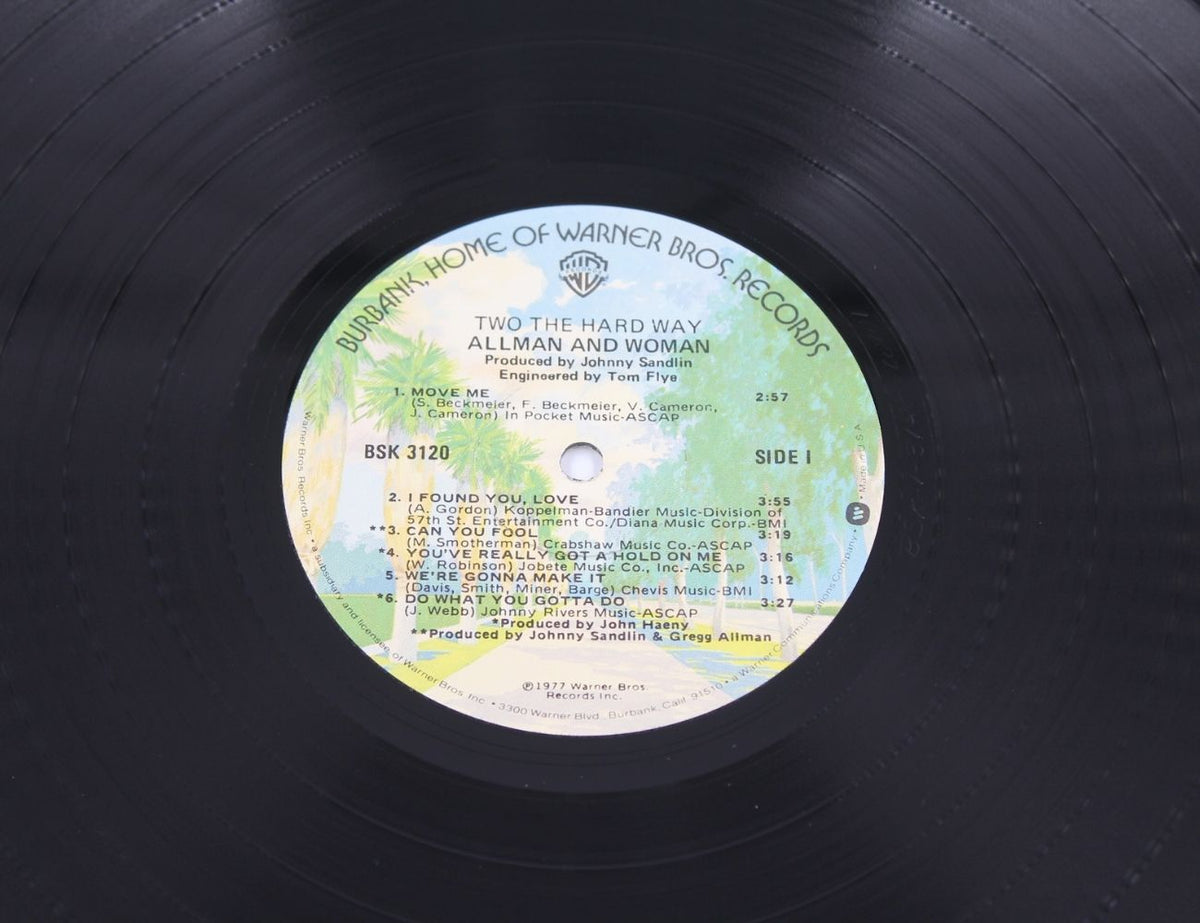 BURBANK, HOME OF WARNER BROS. RECORDS
W
RECORDS
TWO THE HARD WAY
ALLMAN AND WOMAN
Produced by Johnny Sandlin
Engineered by Tom Flye
1. MOVE ME 2:57
(S. Beckmeier, F. Beckmeier, V. Cameron,
J. Cameron) In Pocket Music-ASCAP
BSK 3120 SIDE I
2. I FOUND YOU, LOVE 3:55
(A. Gordon) Koppelman-Bandier Music-Division of
57th St. Entertainment Co./Diana Music Corp.-BMI
**3. CAN YOU FOOL 3:19
(M. Smotherman) Crabshaw Music Co.-ASCAP
*4. YOU'VE REALLY GOT A HOLD ON ME 3:16
(W. Robinson) Jobete Music Co., Inc.-ASCAP
5. WE'RE GONNA MAKE IT 3:12
(Davis, Smith, Miner, Barge) Chevis Music-BMI
*6. DO WHAT YOU GOTTA DO 3:27
(J. Webb) Johnny Rivers Music-ASCAP
*Produced by John Haeny
**Produced by Johnny Sandlin & Gregg Allman
℗1977 Warner Bros.
Records Inc.
Warner Bros. Records Inc. • a subsidiary and licensee of Warner Bros. Inc. • 3300 Warner Blvd., Burbank, Calif. 91510 • a Warner Communications Company • Made in U.S.A.